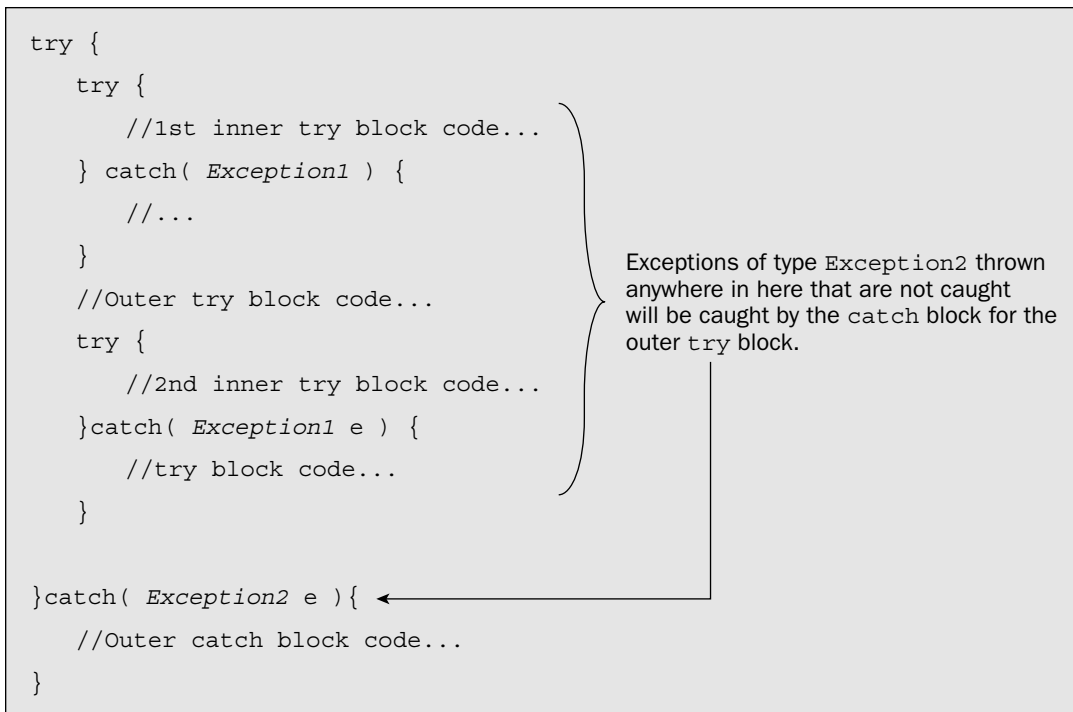 try {
try {
//1st inner try block code...
} catch( Exception1 ) {
//...
}
//Outer try block code...
try {
//2nd inner try block code...
}catch( Exception1 e ) {
//try block code...
}
}catch( Exception2 e ){
//Outer catch block code...
}
Exceptions of type Exception2 thrown
anywhere in here that are not caught
will be caught by the catch block for the
outer try block.